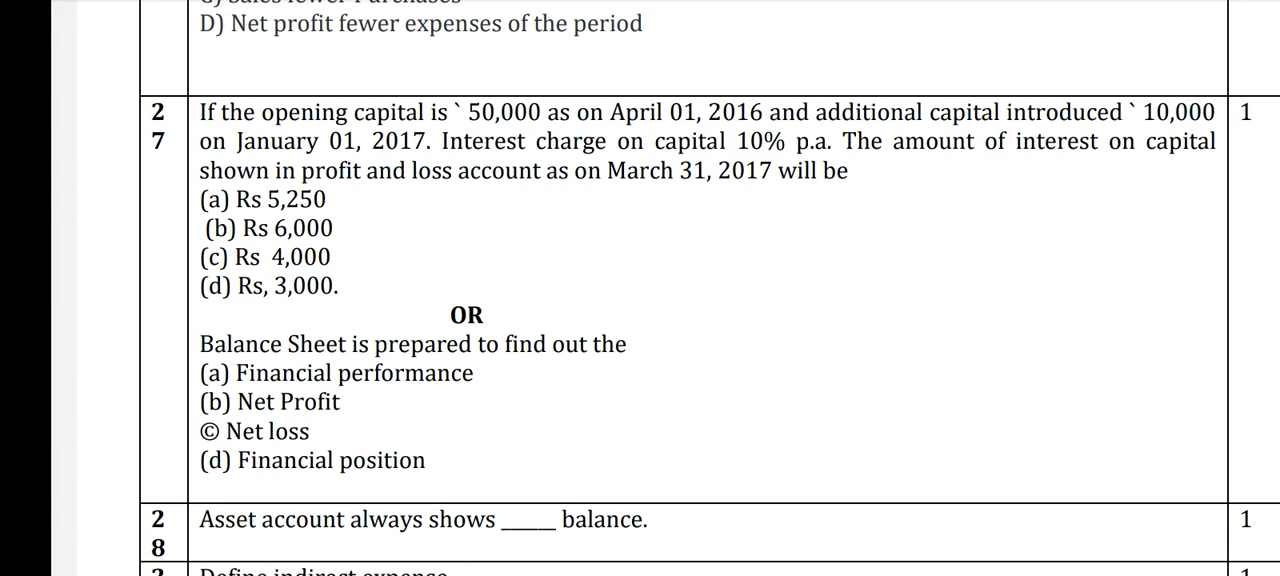 D) Net profit fewer expenses of the period
2 If the opening capital is ` 50,000 as on April 01, 2016 and additional capital introduced ` 10,000 1
7 on January 01, 2017. Interest charge on capital 10% p.a. The amount of interest on capital
shown in profit and loss account as on March 31, 2017 will be
(a) Rs 5,250
(b) Rs 6,000
(c) Rs 4,000
(d) Rs, 3,000.
OR
Balance Sheet is prepared to find out the
(a) Financial performance
(b) Net Profit
© Net loss
(d) Financial position
2 Asset account always shows ______ balance. 1
8